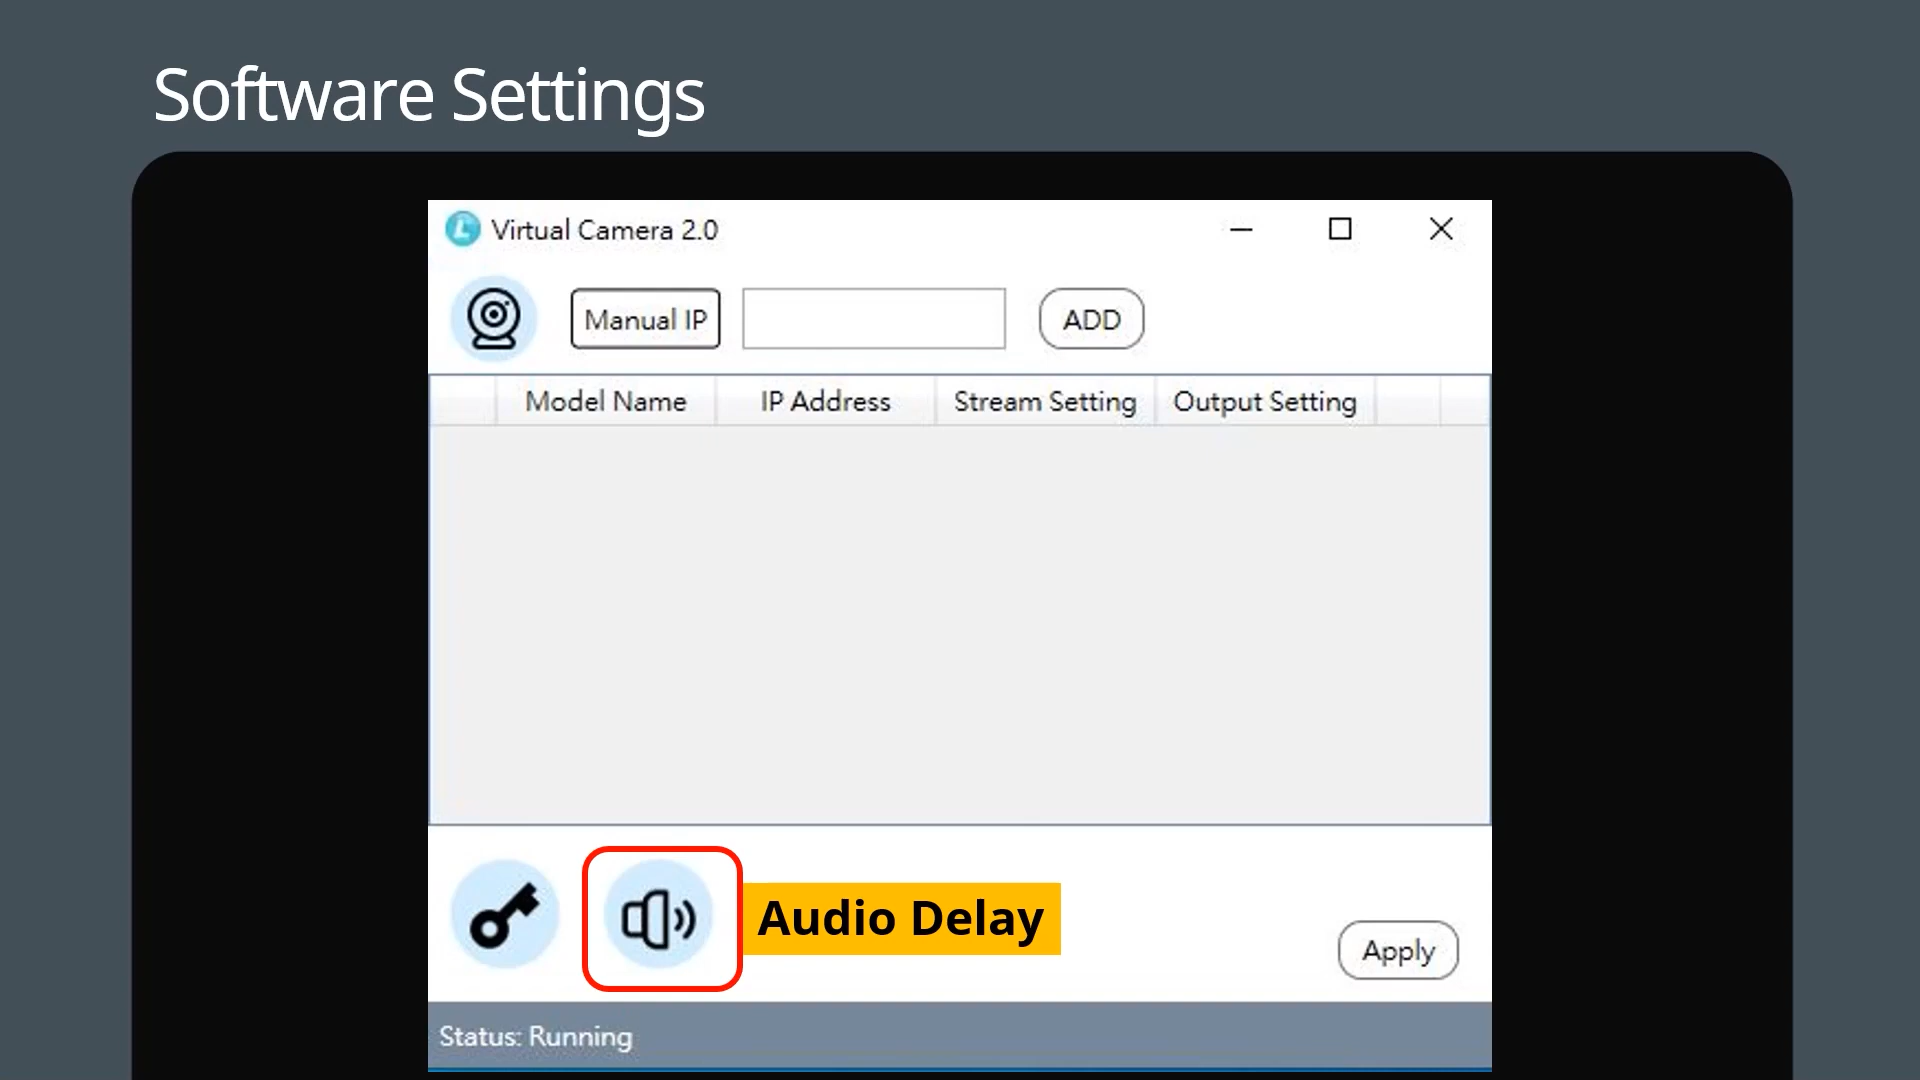 Software Settings
Virtual Camera 2.0
Manual IP ADD
Model Name IP Address Stream Setting Output Setting
Audio Delay
Apply
Status: Running